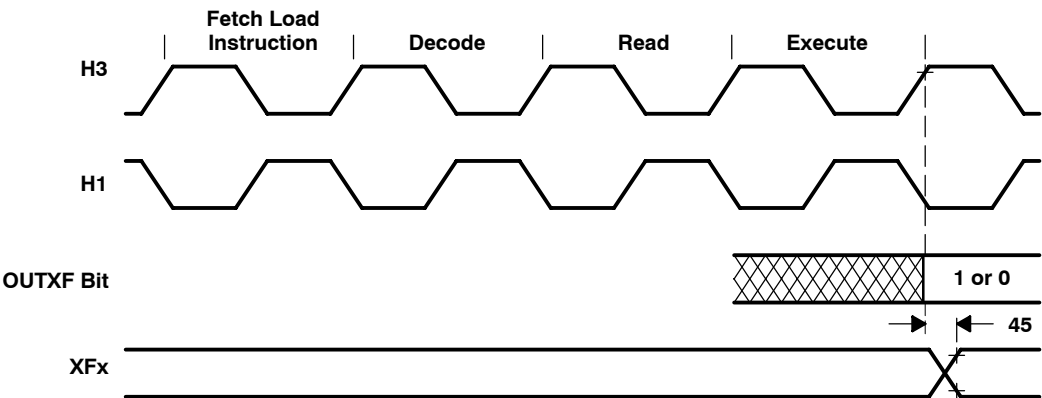 Fetch Load
Instruction
Decode
Read
Execute
H3
H1
OUTXF Bit
1 or 0
45
XFx